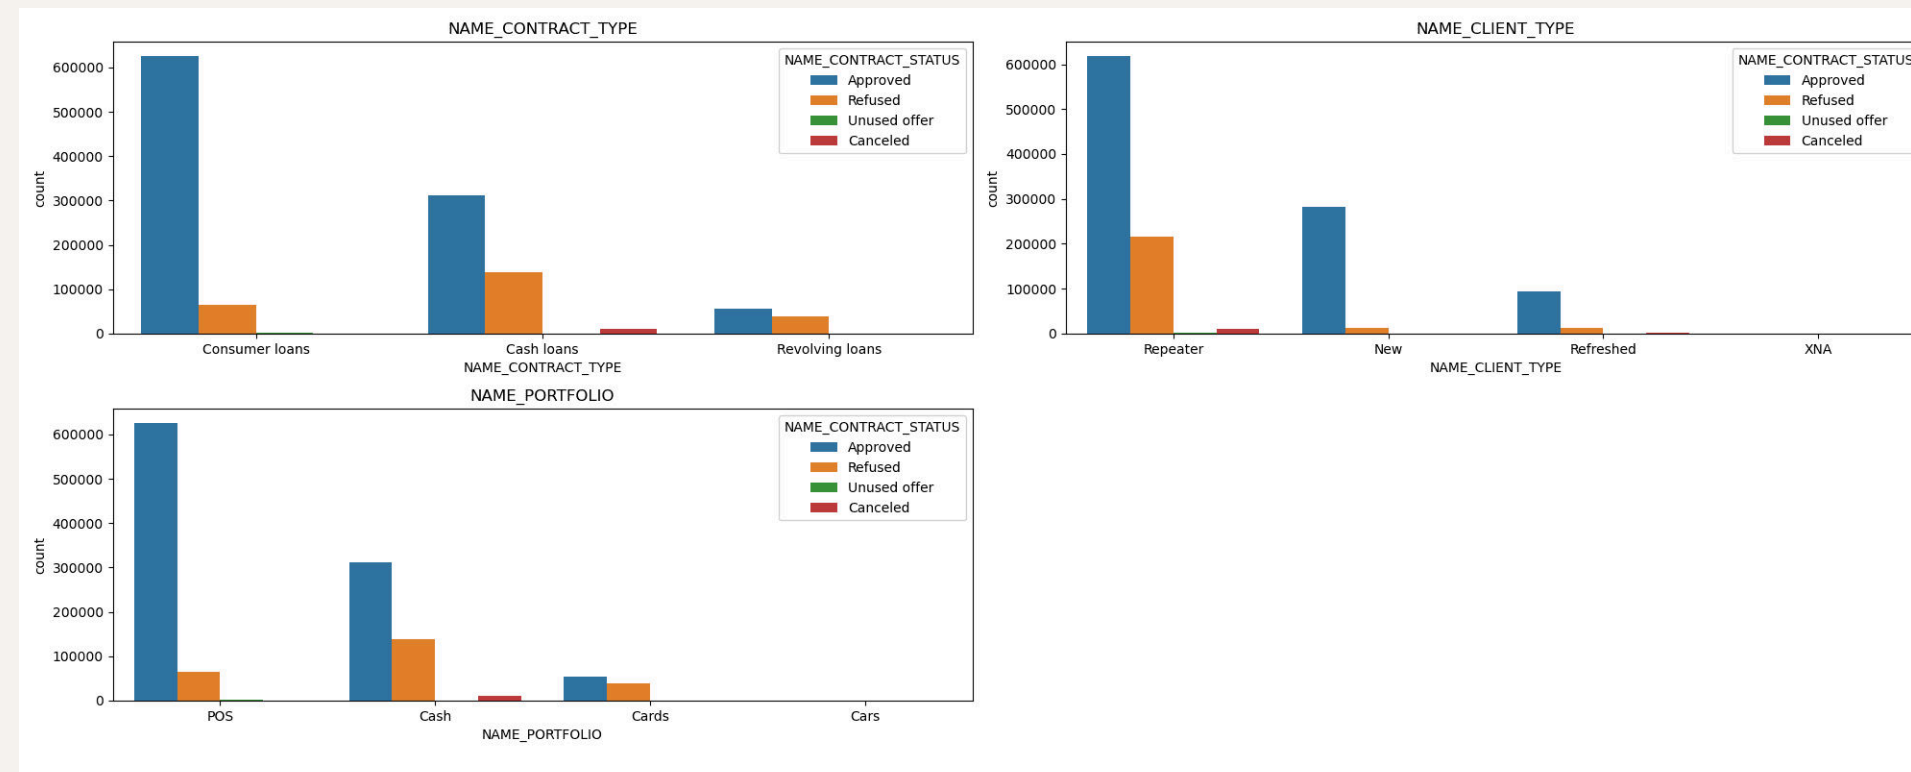 NAME_CONTRACT_TYPE
NAME_CONTRACT_STATUS
Approved
Refused
Unused offer
Canceled
600000
500000
400000
300000
200000
100000
0
count
Consumer loans
Cash loans
Revolving loans
NAME_CONTRACT_TYPE
NAME_CLIENT_TYPE
NAME_CONTRACT_STATUS
Approved
Refused
Unused offer
Canceled
600000
500000
400000
300000
200000
100000
0
count
Repeater
New
Refreshed
XNA
NAME_CLIENT_TYPE
NAME_PORTFOLIO
NAME_CONTRACT_STATUS
Approved
Refused
Unused offer
Canceled
600000
500000
400000
300000
200000
100000
0
count
POS
Cash
Cards
Cars
NAME_PORTFOLIO